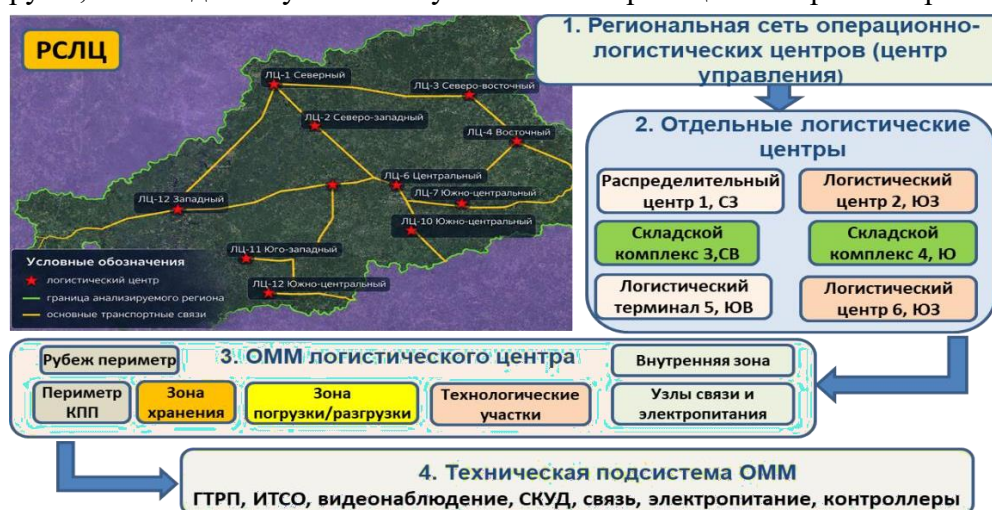 РСЛЦ
ЛЦ-1 Северный
ЛЦ-3 Северо-восточный
ЛЦ-2 Северо-западный
ЛЦ-4 Восточный
ЛЦ-6 Центральный
ЛЦ-7 Южно-центральный
ЛЦ-12 Западный
ЛЦ-10 Южно-центральный
ЛЦ-11 Юго-западный
ЛЦ-12 Южно-центральный
Условные обозначения
логистический центр
граница анализируемого региона
основные транспортные связи
1. Региональная сеть операционно-
логистических центров (центр
управления)
2. Отдельные логистические
центры
Распределительный
центр 1, СЗ
Логистический
центр 2, ЮЗ
Складской
комплекс 3,СВ
Складской
комплекс 4, Ю
Логистический
терминал 5, ЮВ
Логистический
центр 6, ЮЗ
Рубеж периметр
3. ОММ логистического центра
Внутренняя зона
Периметр
КПП
Зона
хранения
Зона
погрузки/разгрузки
Технологические
участки
Узлы связи и
электропитания
4. Техническая подсистема ОММ
ГТРП, ИТСО, видеонаблюдение, СКУД, связь, электропитание, контроллеры